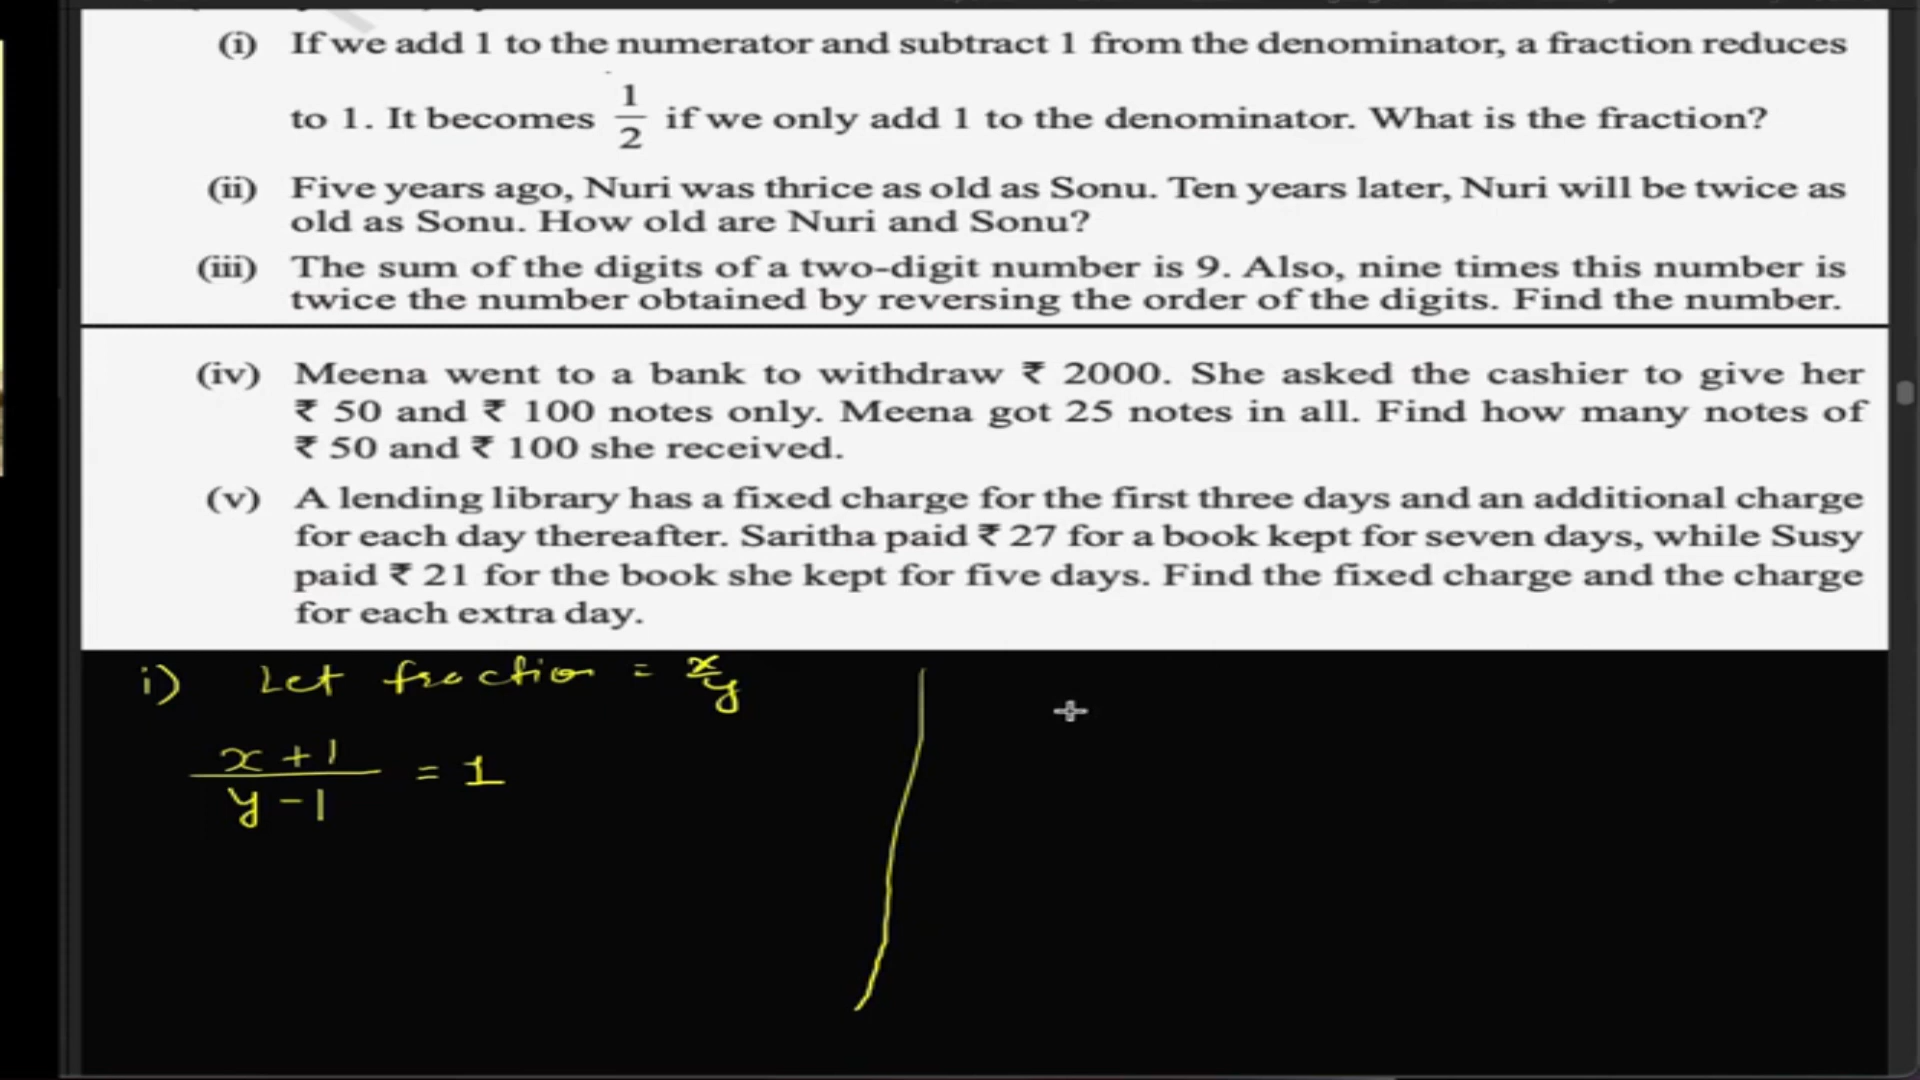 (i) If we add 1 to the numerator and subtract 1 from the denominator, a fraction reduces
to 1. It becomes 1/2 if we only add 1 to the denominator. What is the fraction?
(ii) Five years ago, Nuri was thrice as old as Sonu. Ten years later, Nuri will be twice as
old as Sonu. How old are Nuri and Sonu?
(iii) The sum of the digits of a two-digit number is 9. Also, nine times this number is
twice the number obtained by reversing the order of the digits. Find the number.
(iv) Meena went to a bank to withdraw ₹ 2000. She asked the cashier to give her
₹ 50 and ₹ 100 notes only. Meena got 25 notes in all. Find how many notes of
₹ 50 and ₹ 100 she received.
(v) A lending library has a fixed charge for the first three days and an additional charge
for each day thereafter. Saritha paid ₹ 27 for a book kept for seven days, while Susy
paid ₹ 21 for the book she kept for five days. Find the fixed charge and the charge
for each extra day.
i) Let fraction = x/y
x+1
y-1 = 1